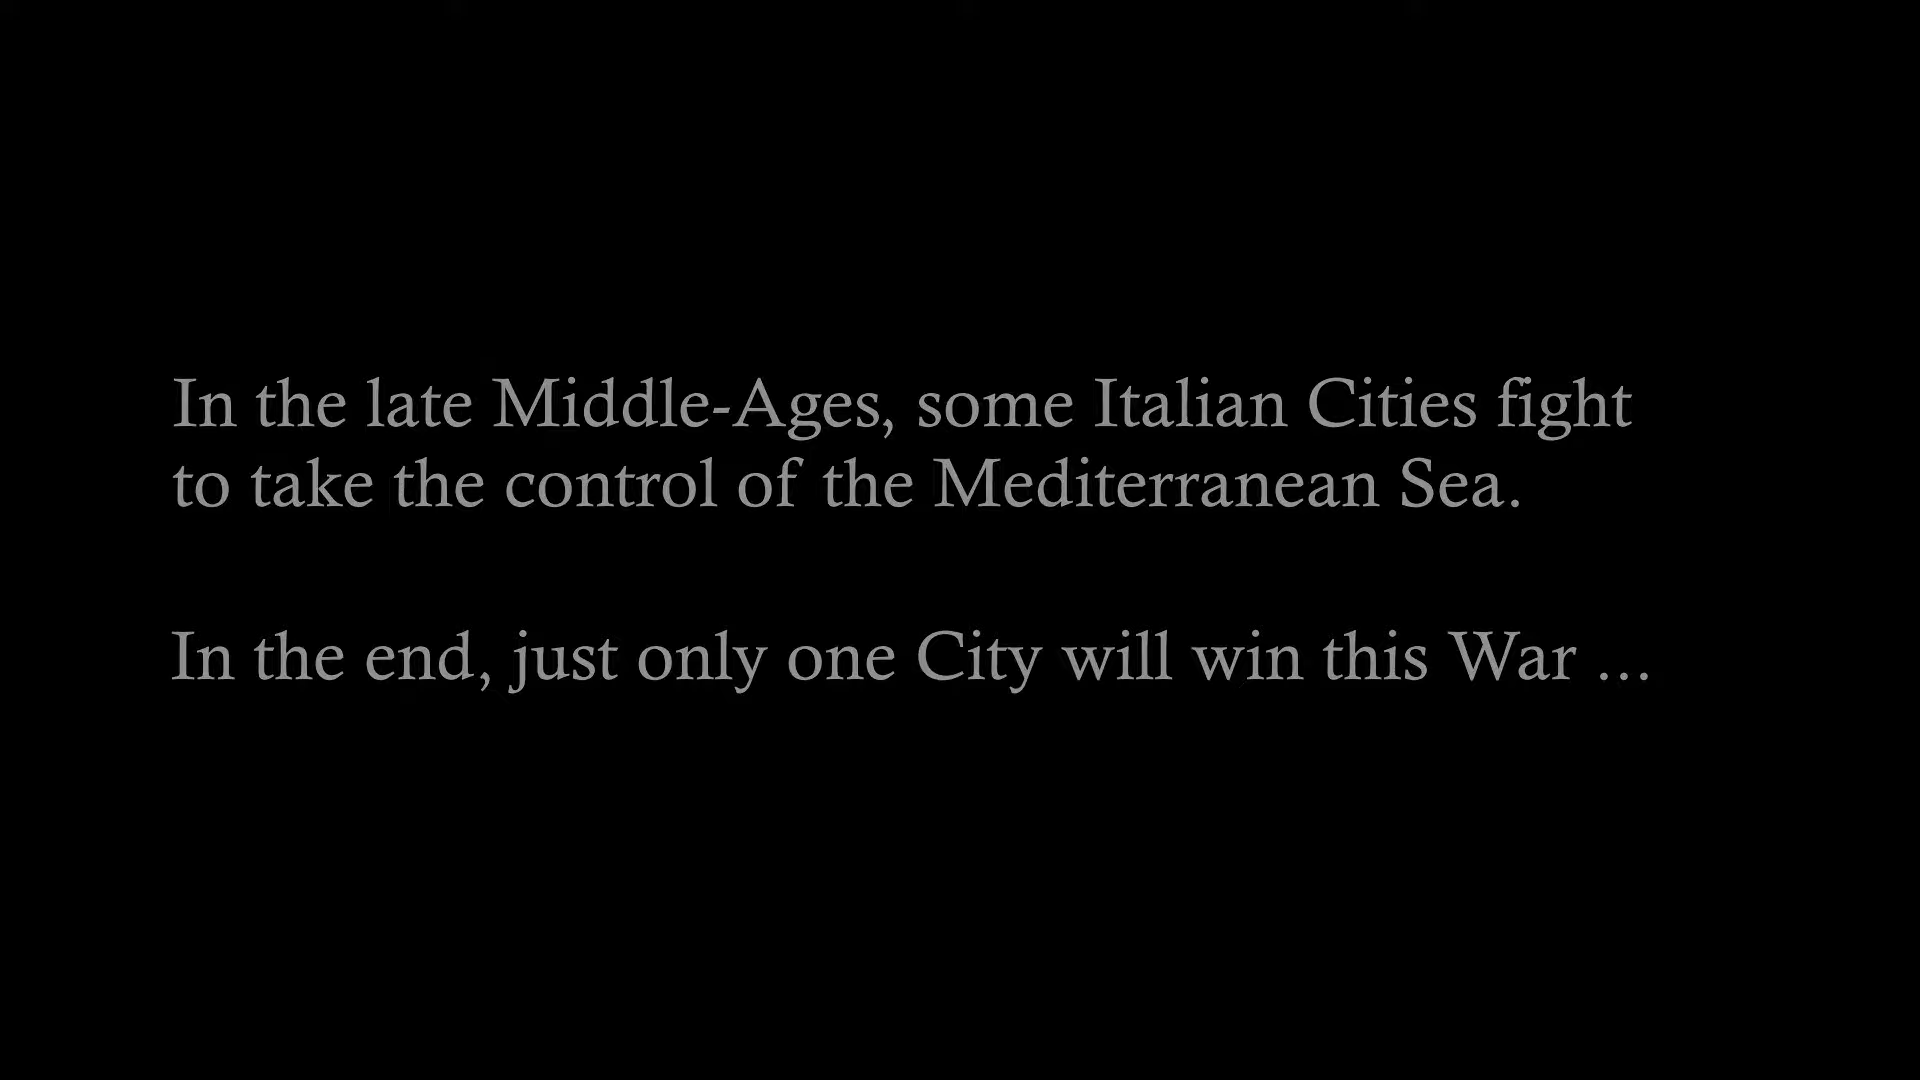 In the late Middle-Ages, some Italian Cities fight
to take the control of the Mediterranean Sea.
In the end, just only one City will win this War ...